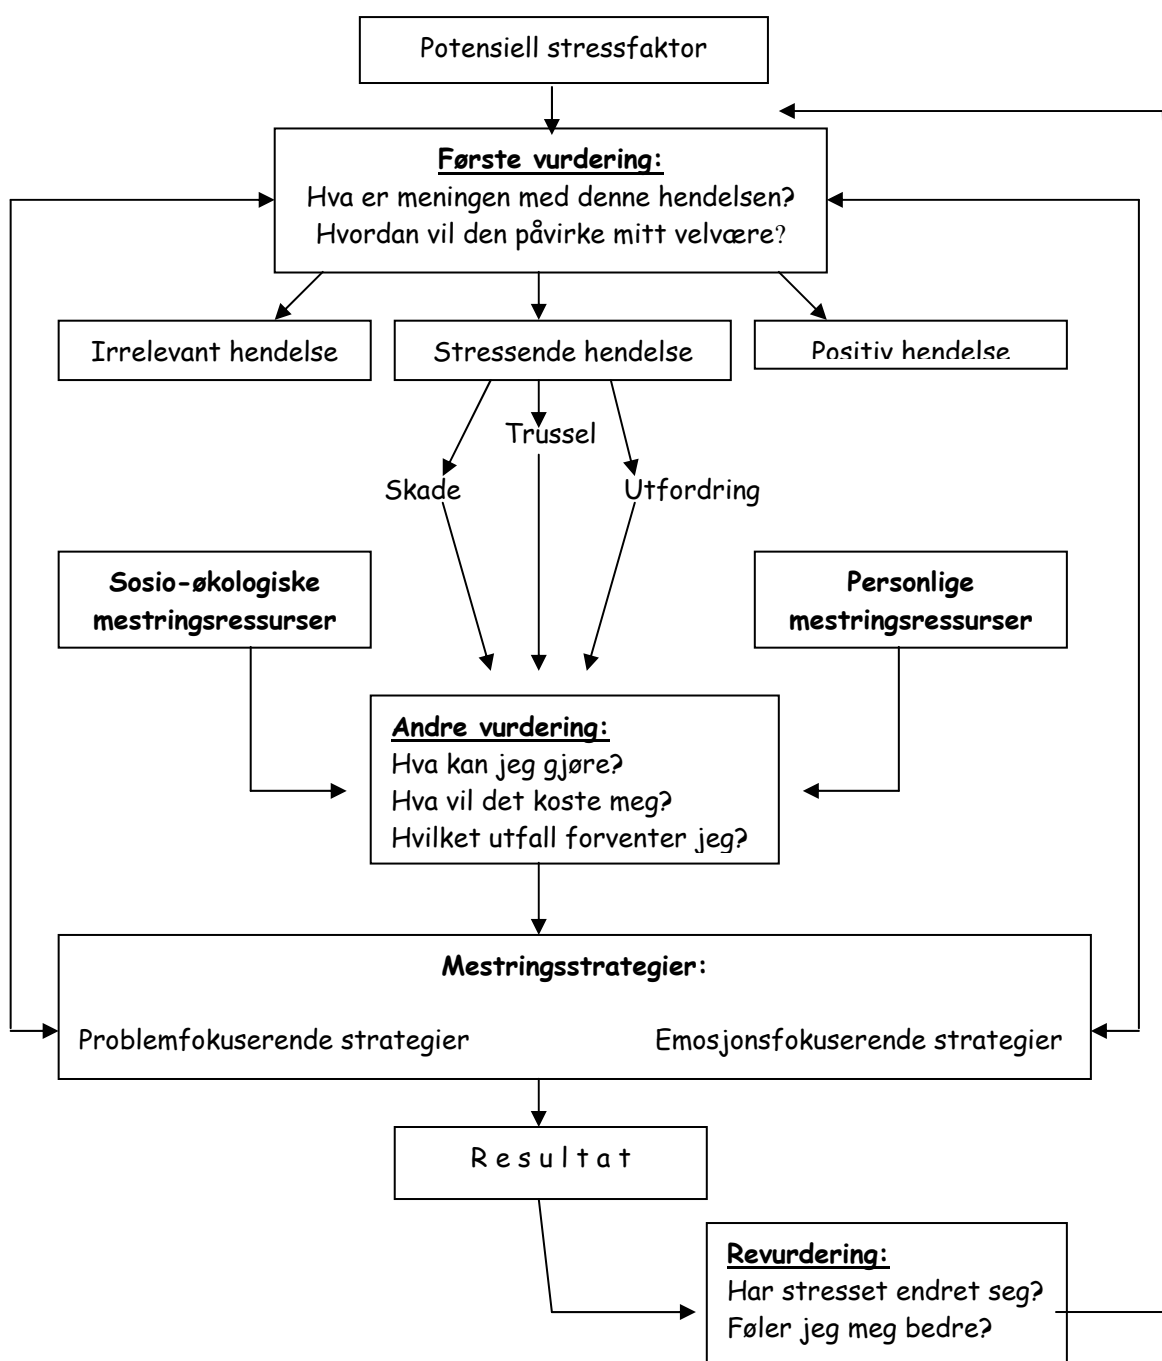 Potensiell stressfaktor
Første vurdering:
Hva er meningen med denne hendelsen?
Hvordan vil den påvirke mitt velvære?
Irrelevant hendelse
Stressende hendelse
Positiv hendelse
Trussel
Skade
Utfordring
Sosio-økologiske
mestringsressurser
Personlige
mestringsressurser
Andre vurdering:
Hva kan jeg gjøre?
Hva vil det koste meg?
Hvilket utfall forventer jeg?
Mestringsstrategier:
Problemfokuserende strategier
Emosjonsfokuserende strategier
R e s u l t a t
Revurdering:
Har stresset endret seg?
Føler jeg meg bedre?